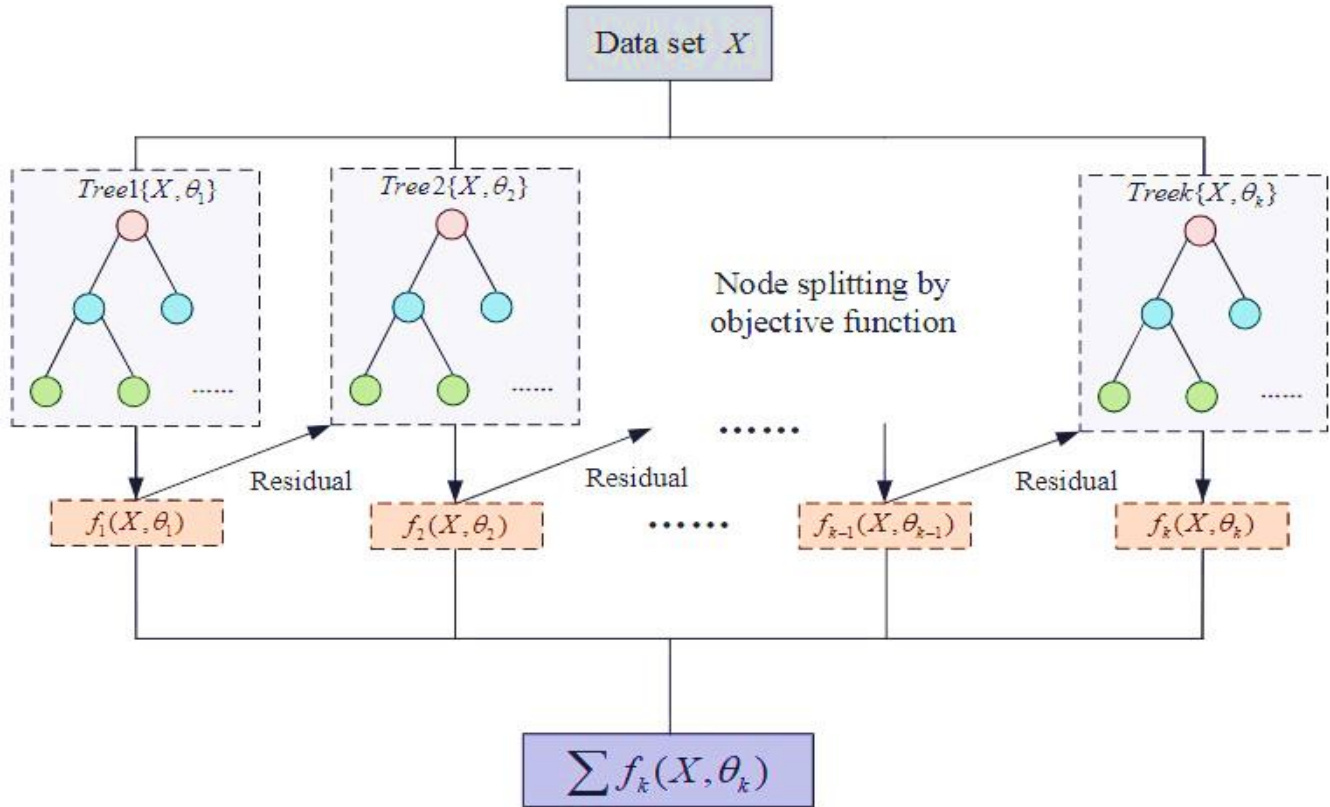 Data set X
Tree1{X,θ₁}
Tree2{X,θ₂}
Treek{X,θₖ}
Node splitting by
objective function
......
......
......
......
Residual
Residual
......
Residual
f₁(X,θ₁)
f₂(X,θ₂)
......
fₖ₋₁(X,θₖ₋₁)
fₖ(X,θₖ)
∑ fₖ(X,θₖ)